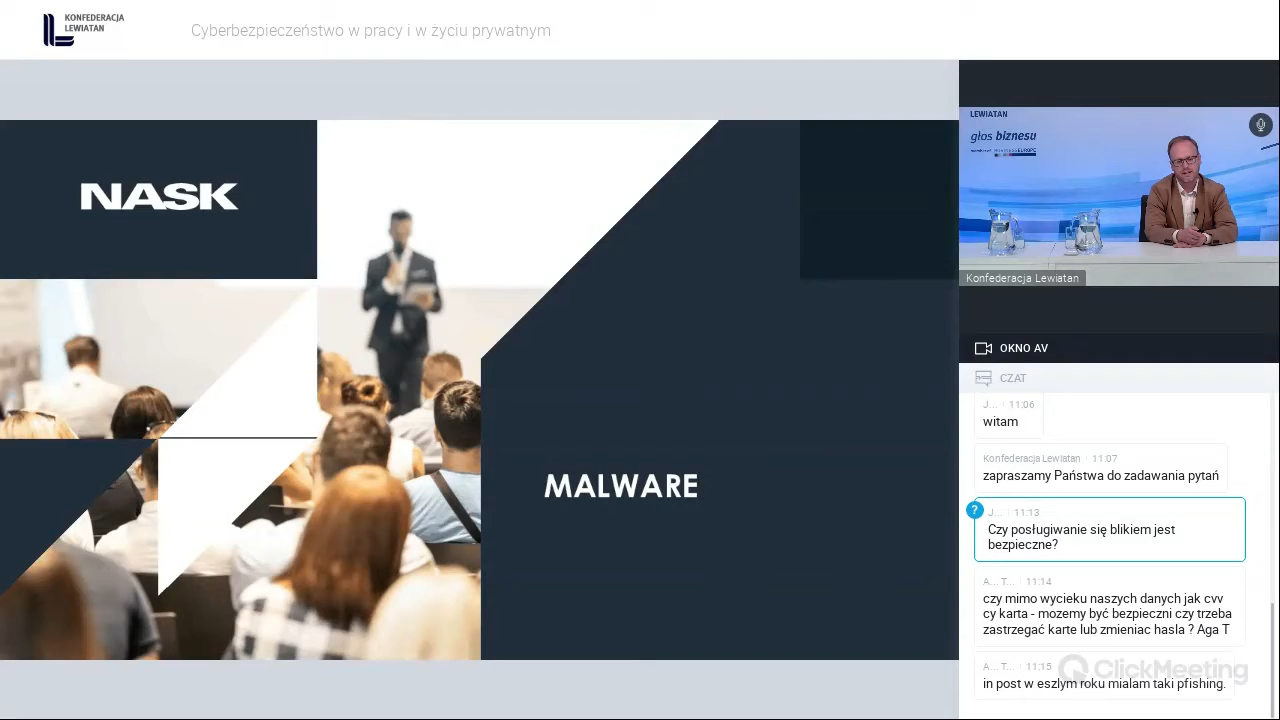 KONFEDERACJA
LEWIATAN
Cyberbezpieczeństwo w pracy i w życiu prywatnym
NASK
MALWARE
LEWIATAN
głos biznesu
Konfederacja Lewiatan
OKNO AV
CZAT
J... 11:06
witam
Konfederacja Lewiatan 11:07
zapraszamy Państwa do zadawania pytań
?
J... 11:13
Czy posługiwanie się blikiem jest
bezpieczne?
A... T... 11:14
czy mimo wycieku naszych danych jak cvv
cy karta - mozemy być bezpieczni czy trzeba
zastrzegać karte lub zmieniac hasla ? Aga T
A... T... 11:15
in post w eszlym roku mialam taki pfishing.
ClickMeeting